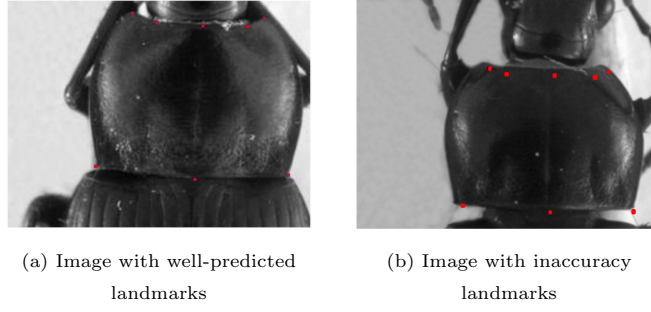 (a) Image with well-predicted
landmarks
(b) Image with inaccuracy
landmarks